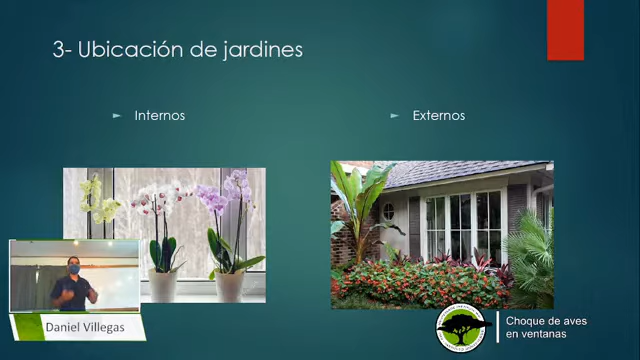 3- Ubicación de jardines
► Internos
► Externos
Daniel Villegas
Choque de aves
en ventanas